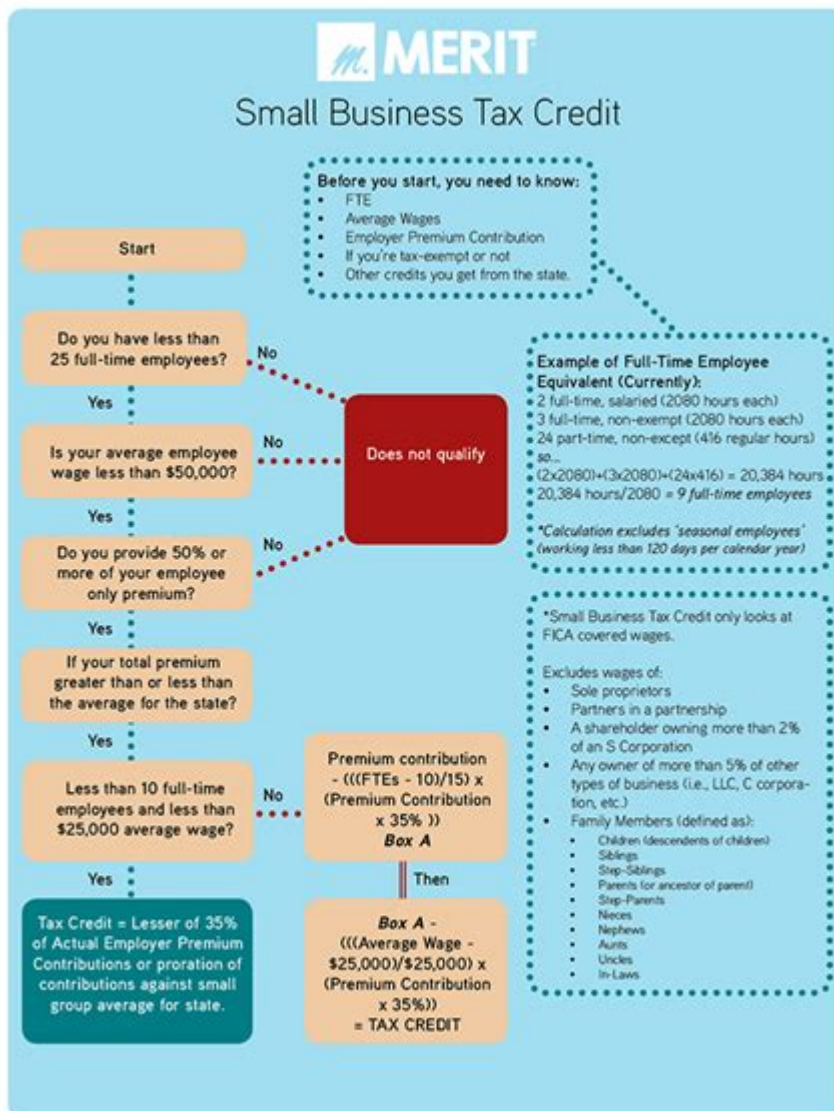 m. MERIT
Small Business Tax Credit
Before you start, you need to know:
• FTE
• Average Wages
• Employer Premium Contribution
• If you're tax-exempt or not
• Other credits you get from the state.
Start
Do you have less than
25 full-time employees?
No
Yes
Is your average employee
wage less than $50,000?
No
Does not qualify
Yes
Do you provide 50% or
more of your employee
only premium?
No
Yes
If your total premium
greater than or less than
the average for the state?
Yes
Less than 10 full-time
employees and less than
$25,000 average wage?
No
Premium contribution
- (((FTEs - 10)/15) x
(Premium Contribution
x 35% ))
Box A
Yes
Then
Tax Credit = Lesser of 35%
of Actual Employer Premium
Contributions or proration of
contributions against small
group average for state.
Box A -
(((Average Wage -
$25,000)/$25,000) x
(Premium Contribution
x 35%))
= TAX CREDIT
Example of Full-Time Employee
Equivalent (Currently):
2 full-time, salaried (2080 hours each)
3 full-time, non-exempt (2080 hours each)
24 part-time, non-except (416 regular hours)
so...
(2x2080)+(3x2080)+(24x416) = 20,384 hours
20,384 hours/2080 = 9 full-time employees
*Calculation excludes 'seasonal employees'
(working less than 120 days per calendar year)
*Small Business Tax Credit only looks at
FICA covered wages.
Excludes wages of:
• Sole proprietors
• Partners in a partnership
• A shareholder owning more than 2%
of an S Corporation
• Any owner of more than 5% of other
types of business (i.e., LLC, C corpora-
tion, etc.)
• Family Members (defined as):
• Children (descendents of children)
• Siblings
• Step-Siblings
• Parents (or ancestor of parent)
• Step-Parents
• Nieces
• Nephews
• Aunts
• Uncles
• In-Laws